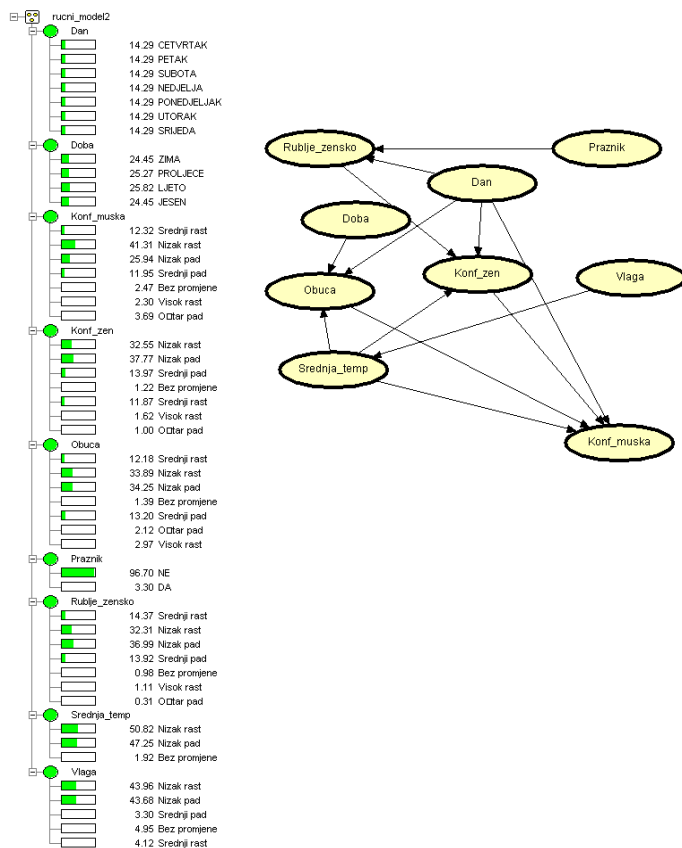 rucni_model2
Dan
14.29 CETVRTAK
14.29 PETAK
14.29 SUBOTA
14.29 NEDJELJA
14.29 PONEDJELJAK
14.29 UTORAK
14.29 SRIJEDA
Doba
24.45 ZIMA
25.27 PROLJECE
25.82 LJETO
24.45 JESEN
Konf_muska
12.32 Srednji rast
41.31 Nizak rast
25.94 Nizak pad
11.95 Srednji pad
2.47 Bez promjene
2.30 Visok rast
3.69 O□tar pad
Konf_zen
32.55 Nizak rast
37.77 Nizak pad
13.97 Srednji pad
1.22 Bez promjene
11.87 Srednji rast
1.62 Visok rast
1.00 O□tar pad
Obuca
12.18 Srednji rast
33.89 Nizak rast
34.25 Nizak pad
1.39 Bez promjene
13.20 Srednji pad
2.12 O□tar pad
2.97 Visok rast
Praznik
96.70 NE
3.30 DA
Rublje_zensko
14.37 Srednji rast
32.31 Nizak rast
36.99 Nizak pad
13.92 Srednji pad
0.98 Bez promjene
1.11 Visok rast
0.31 O□tar pad
Srednja_temp
50.82 Nizak rast
47.25 Nizak pad
1.92 Bez promjene
Vlaga
43.96 Nizak rast
43.68 Nizak pad
3.30 Srednji pad
4.95 Bez promjene
4.12 Srednji rast
Rublje_zensko
Praznik
Dan
Doba
Konf_zen
Vlaga
Obuca
Srednja_temp
Konf_muska